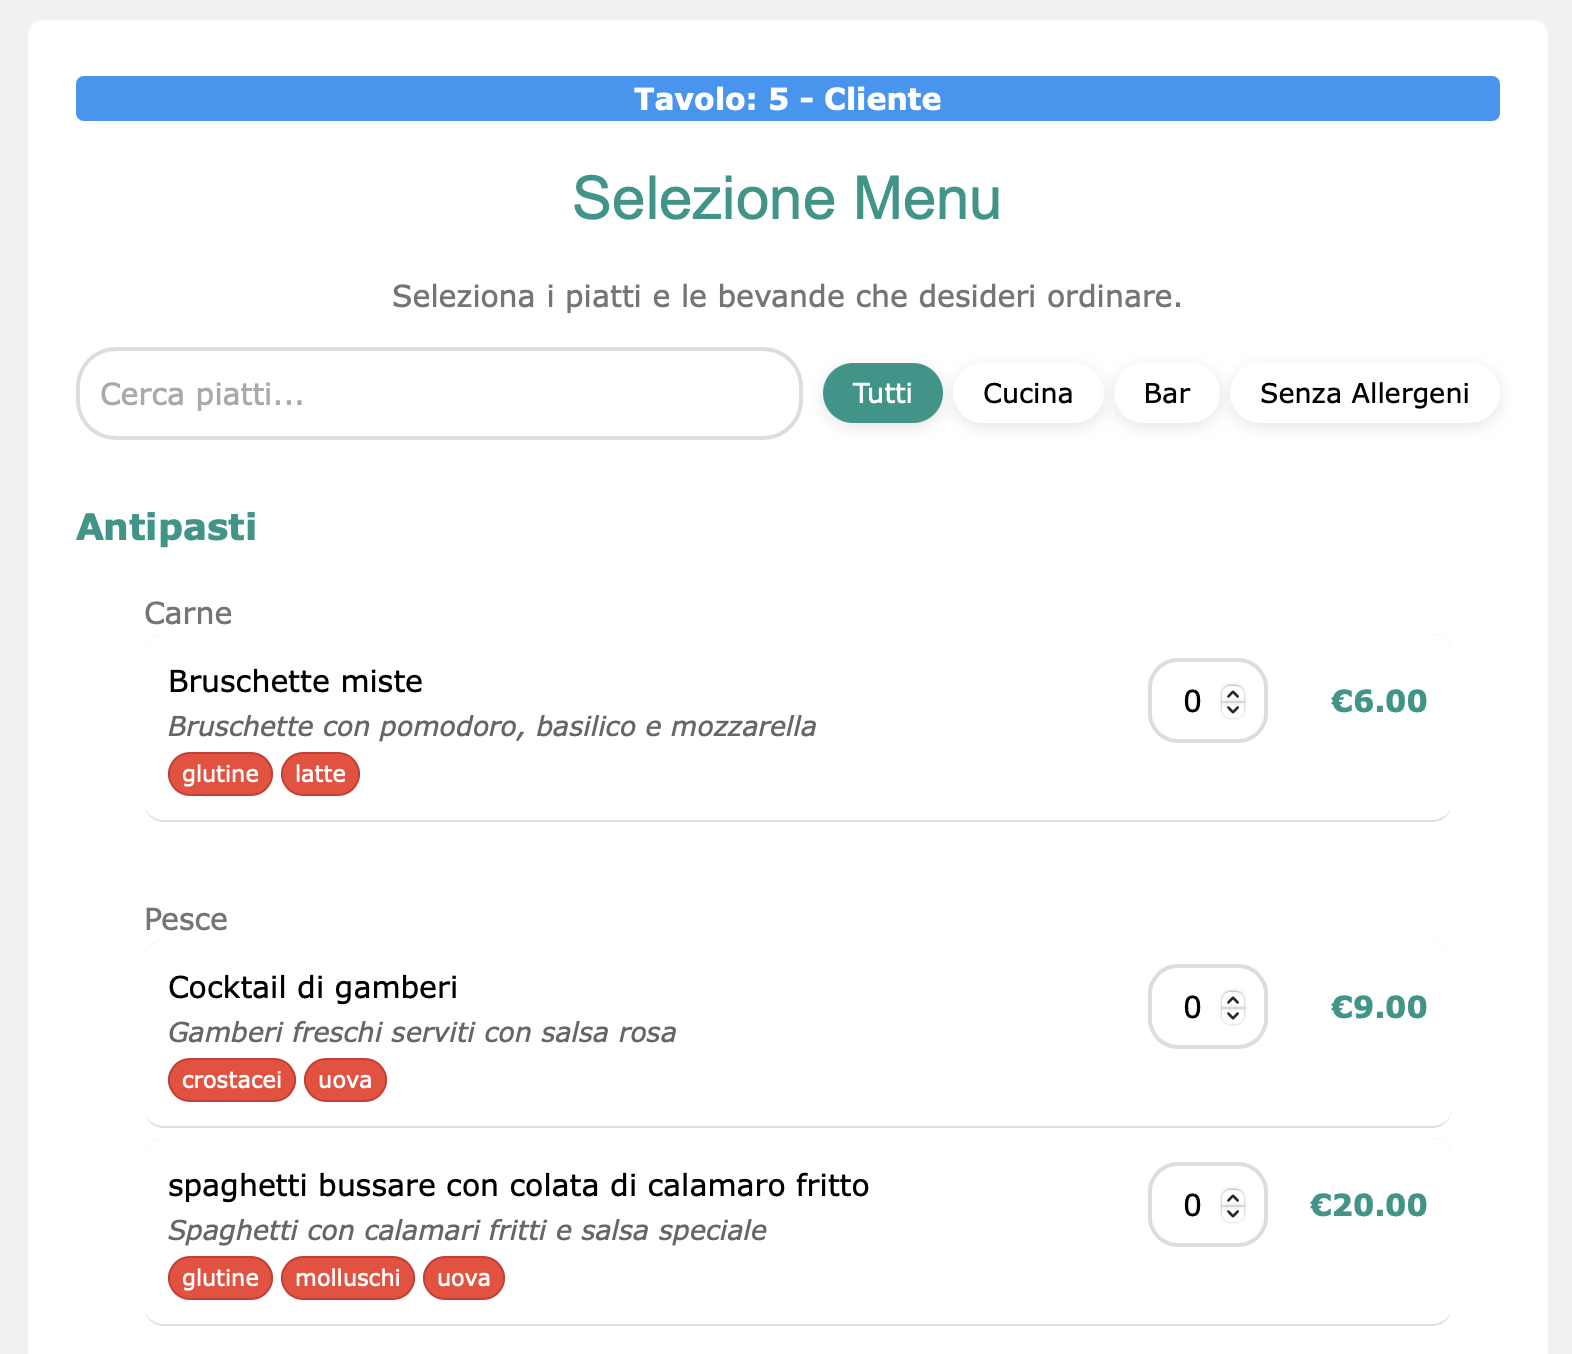 Tavolo: 5 - Cliente
Selezione Menu
Seleziona i piatti e le bevande che desideri ordinare.
Cerca piatti... Tutti Cucina Bar Senza Allergeni
Antipasti
Carne
Bruschette miste 0 €6.00
Bruschette con pomodoro, basilico e mozzarella
glutine latte
Pesce
Cocktail di gamberi 0 €9.00
Gamberi freschi serviti con salsa rosa
crostacei uova
spaghetti bussare con colata di calamaro fritto 0 €20.00
Spaghetti con calamari fritti e salsa speciale
glutine molluschi uova